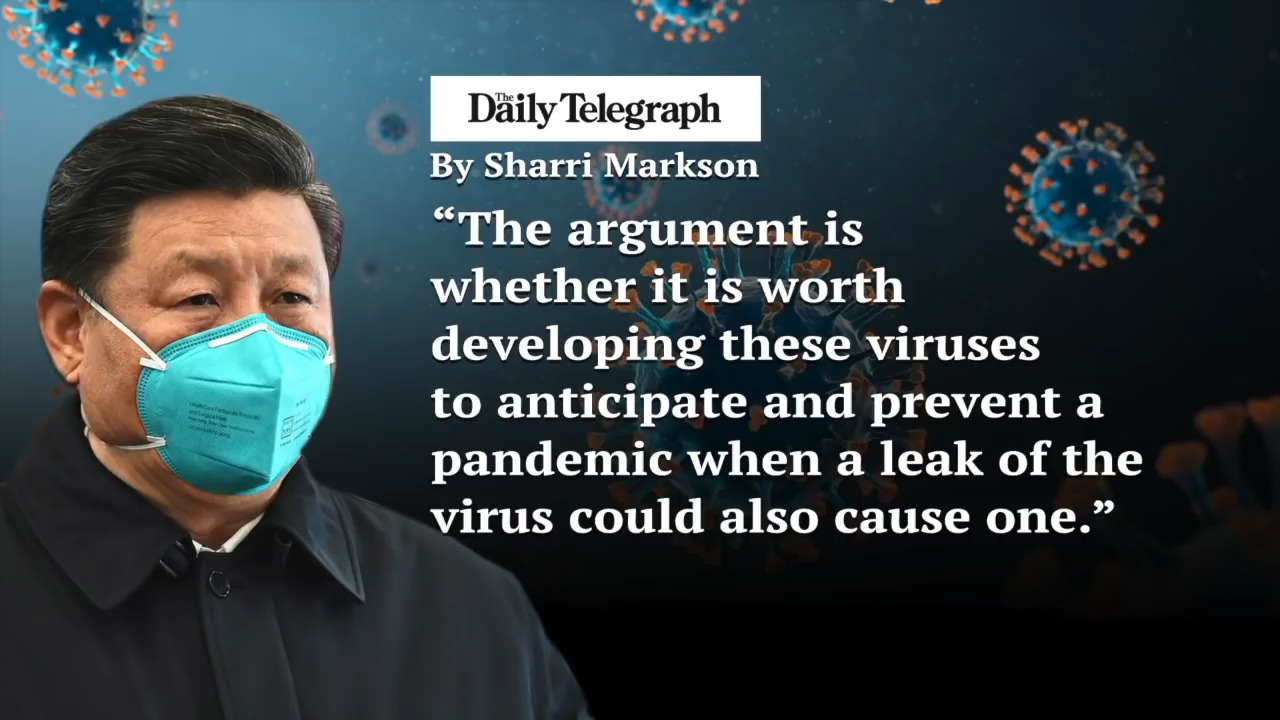 The Daily Telegraph
By Sharri Markson
“The argument is
whether it is worth
developing these viruses
to anticipate and prevent a
pandemic when a leak of the
virus could also cause one.”